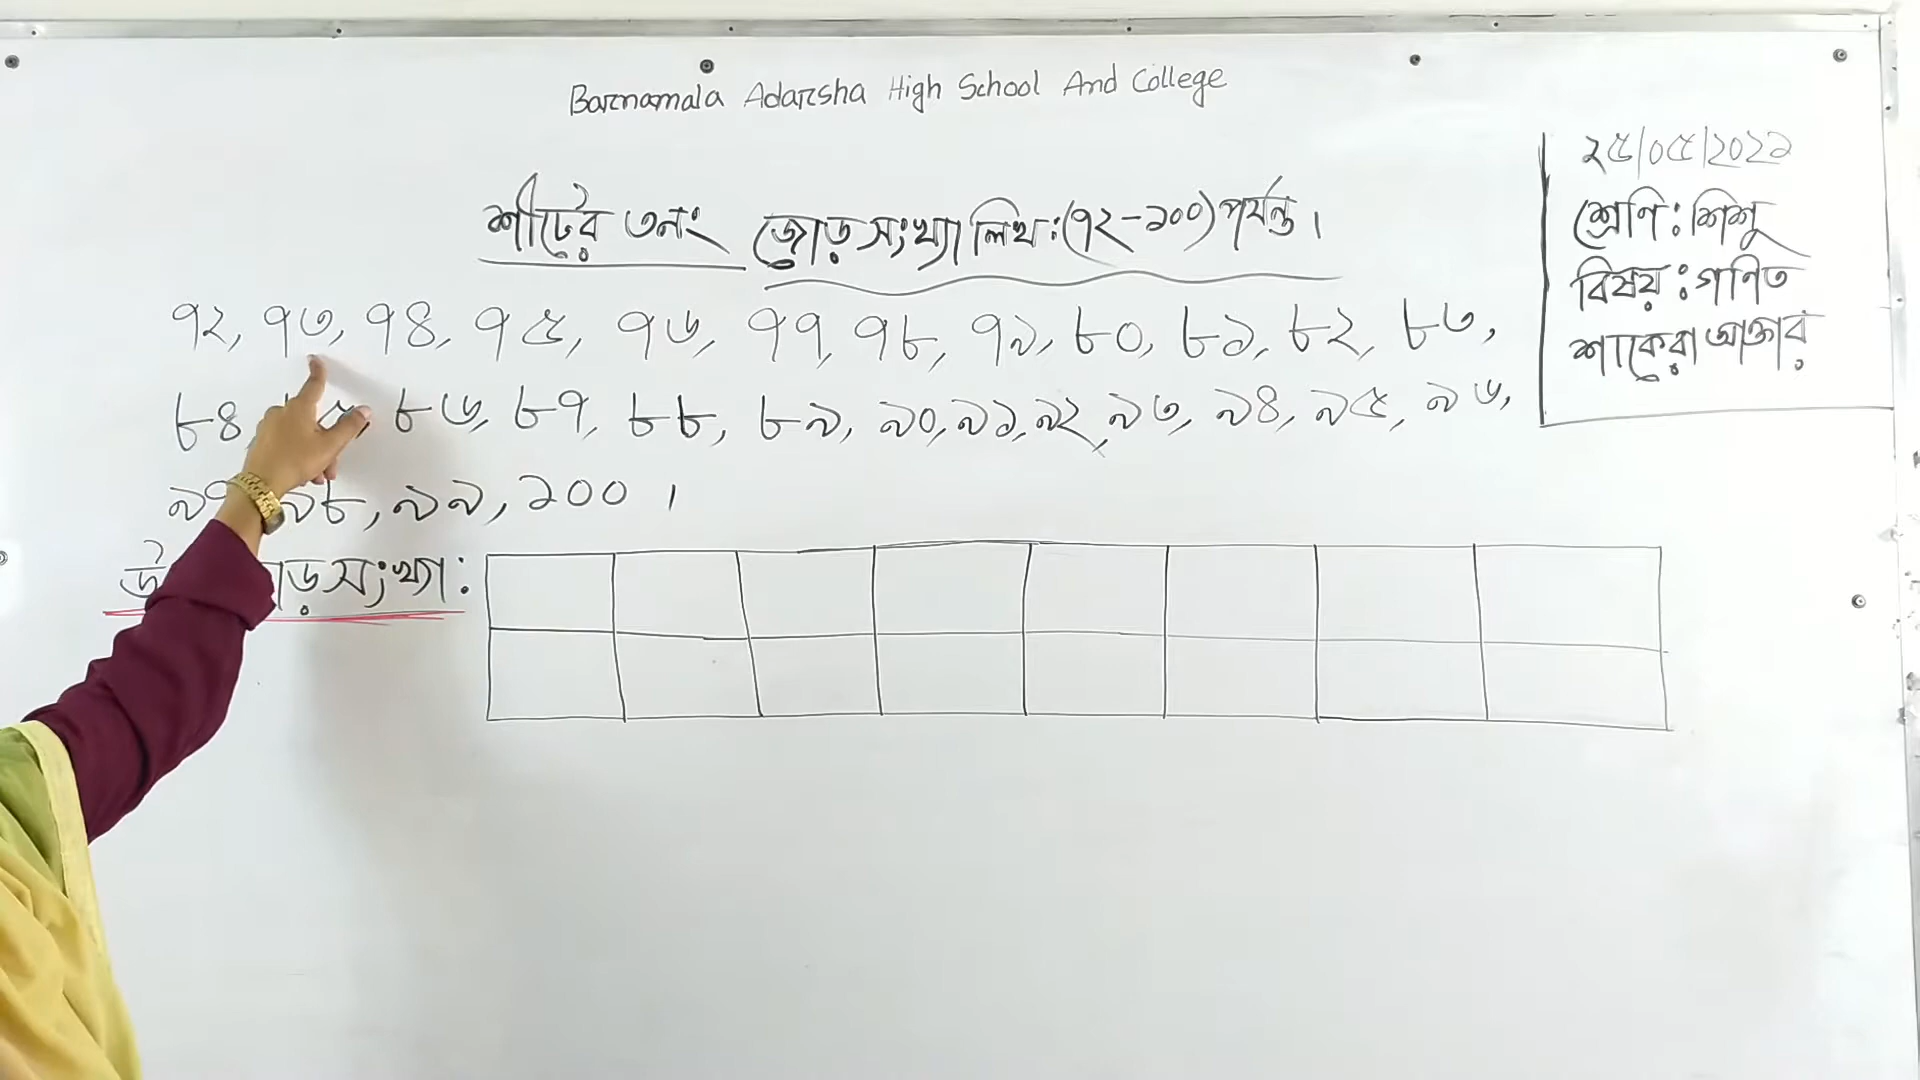 Barnamala Adarsha High School And College
২৫/০৫/২০২১
শ্রেণি: শিশু
বিষয়: গণিত
শাকেরা আক্তার
শীটের ৩নং জোড় সংখ্যা লিখ: (৭২-১০০) পর্যন্ত।
৭২, ৭৩, ৭৪, ৭৫, ৭৬, ৭৭, ৭৮, ৭৯, ৮০, ৮১, ৮২, ৮৩,
৮৪, ৮৬, ৮৭, ৮৮, ৮৯, ৯০, ৯১, ৯২, ৯৩, ৯৪, ৯৫, ৯৬,
৯৮, ৯৯, ১০০।
সংখ্যা: